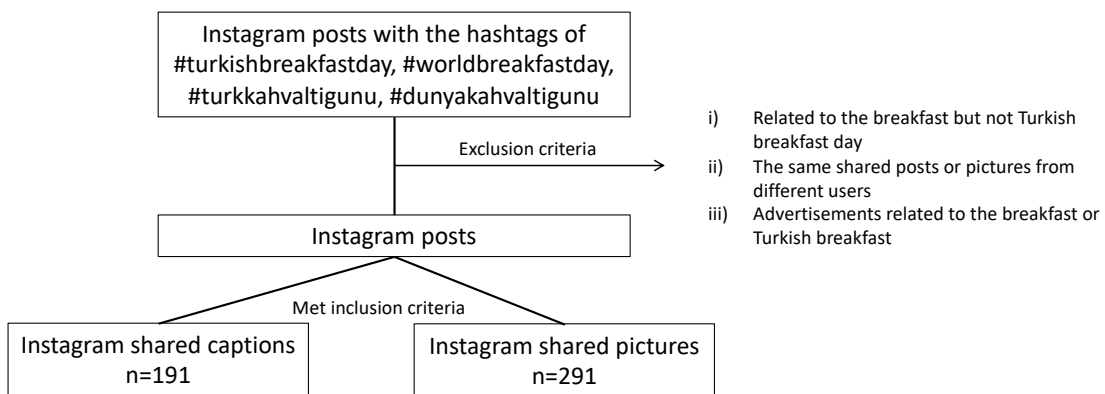 Instagram posts with the hashtags of
#turkishbreakfastday, #worldbreakfastday,
#turkkahvaltigunu, #dunyakahvaltigunu
Exclusion criteria
i) Related to the breakfast but not Turkish
breakfast day
ii) The same shared posts or pictures from
different users
iii) Advertisements related to the breakfast or
Turkish breakfast
Instagram posts
Met inclusion criteria
Instagram shared captions
n=191
Instagram shared pictures
n=291